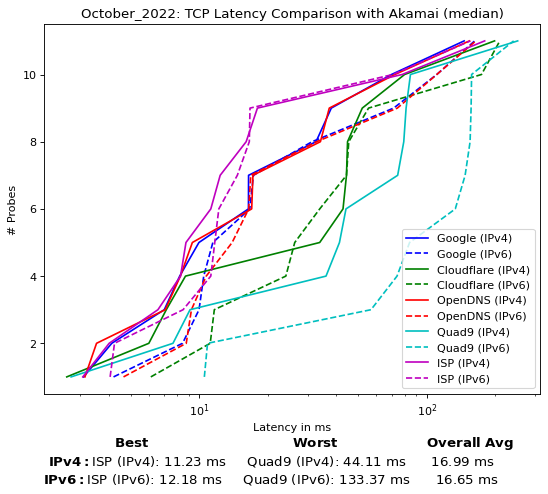 October_2022: TCP Latency Comparison with Akamai (median)
# Probes
10
8
6
4
2
Google (IPv4)
Google (IPv6)
Cloudflare (IPv4)
Cloudflare (IPv6)
OpenDNS (IPv4)
OpenDNS (IPv6)
Quad9 (IPv4)
Quad9 (IPv6)
ISP (IPv4)
ISP (IPv6)
10¹ 10²
Latency in ms
Best Worst Overall Avg
IPv4: ISP (IPv4): 11.23 ms Quad9 (IPv4): 44.11 ms 16.99 ms
IPv6: ISP (IPv6): 12.18 ms Quad9 (IPv6): 133.37 ms 16.65 ms